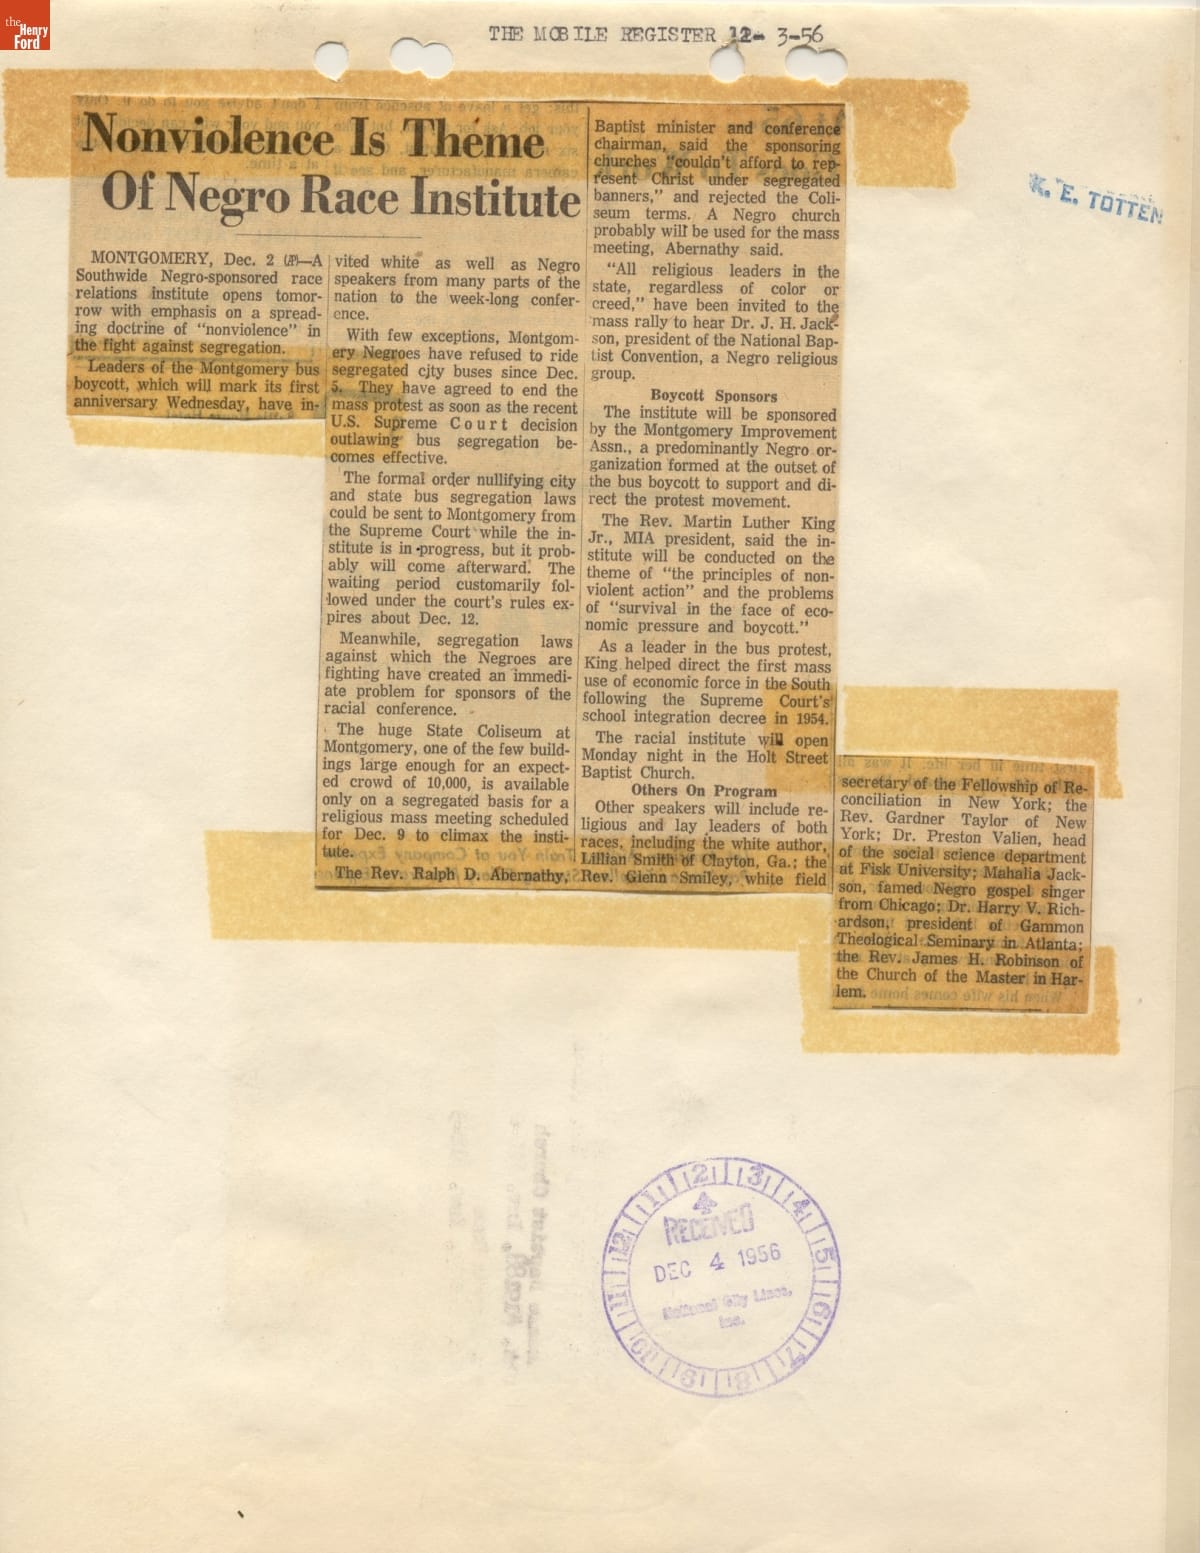 the
Henry
Ford
THE MOBILE REGISTER 12- 3-56
K. E. TOTTEN
Nonviolence Is Theme
Of Negro Race Institute
MONTGOMERY, Dec. 2 (AP)—A
Southwide Negro-sponsored race
relations institute opens tomor-
row with emphasis on a spread-
ing doctrine of "nonviolence" in
the fight against segregation.
Leaders of the Montgomery bus
boycott, which will mark its first
anniversary Wednesday, have in-
vited white as well as Negro
speakers from many parts of the
nation to the week-long confer-
ence.
With few exceptions, Montgom-
ery Negroes have refused to ride
segregated city buses since Dec.
5. They have agreed to end the
mass protest as soon as the recent
U.S. Supreme Court decision
outlawing bus segregation be-
comes effective.
The formal order nullifying city
and state bus segregation laws
could be sent to Montgomery from
the Supreme Court while the in-
stitute is in progress, but it prob-
ably will come afterward. The
waiting period customarily fol-
lowed under the court's rules ex-
pires about Dec. 12.
Meanwhile, segregation laws
against which the Negroes are
fighting have created an immedi-
ate problem for sponsors of the
racial conference.
The huge State Coliseum at
Montgomery, one of the few build-
ings large enough for an expect-
ed crowd of 10,000, is available
only on a segregated basis for a
religious mass meeting scheduled
for Dec. 9 to climax the insti-
tute.
The Rev. Ralph D. Abernathy,
Baptist minister and conference
chairman, said the sponsoring
churches "couldn't afford to rep-
resent Christ under segregated
banners," and rejected the Coli-
seum terms. A Negro church
probably will be used for the mass
meeting, Abernathy said.
"All religious leaders in the
state, regardless of color or
creed," have been invited to the
mass rally to hear Dr. J. H. Jack-
son, president of the National Bap-
tist Convention, a Negro religious
group.
Boycott Sponsors
The institute will be sponsored
by the Montgomery Improvement
Assn., a predominantly Negro or-
ganization formed at the outset of
the bus boycott to support and di-
rect the protest movement.
The Rev. Martin Luther King
Jr., MIA president, said the in-
stitute will be conducted on the
theme of "the principles of non-
violent action" and the problems
of "survival in the face of eco-
nomic pressure and boycott."
As a leader in the bus protest,
King helped direct the first mass
use of economic force in the South
following the Supreme Court's
school integration decree in 1954.
The racial institute will open
Monday night in the Holt Street
Baptist Church.
Others On Program
Other speakers will include re-
ligious and lay leaders of both
races, including the white author,
Lillian Smith of Clayton, Ga.; the
Rev. Glenn Smiley, white field
secretary of the Fellowship of Re-
conciliation in New York; the
Rev. Gardner Taylor of New
York; Dr. Preston Valien, head
of the social science department
at Fisk University; Mahalia Jack-
son, famed Negro gospel singer
from Chicago; Dr. Harry V. Rich-
ardson, president of Gammon
Theological Seminary in Atlanta;
the Rev. James H. Robinson of
the Church of the Master in Har-
lem.
12 1 2 3 4 5 6 7 8 9 10 11
RECEIVED
DEC 4 1956
National City Lines,
Inc.